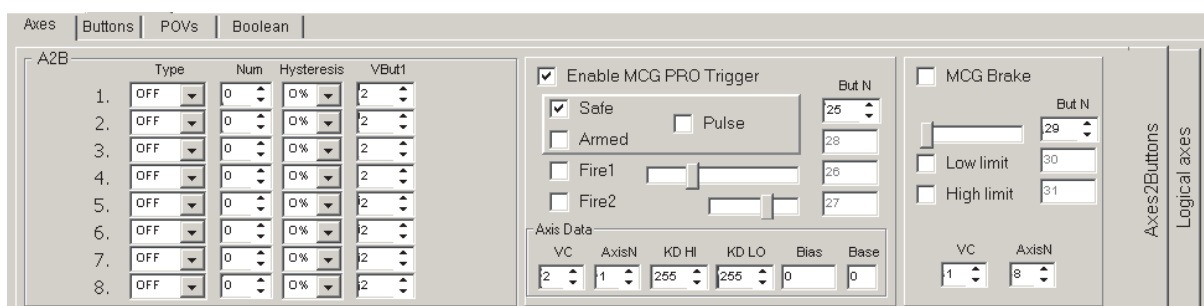 Axes Buttons POVs Boolean
A2B
Type Num Hysteresis VBut1
1. OFF 0 0% 2
2. OFF 0 0% 2
3. OFF 0 0% 2
4. OFF 0 0% 2
5. OFF 0 0% 2
6. OFF 0 0% 2
7. OFF 0 0% 2
8. OFF 0 0% 2
Enable MCG PRO Trigger
But N
Safe Pulse 25
Armed 28
Fire1 26
Fire2 27
Axis Data
VC AxisN KD HI KD LO Bias Base
2 1 255 255 0 0
MCG Brake
But N
29
Low limit 30
High limit 31
VC AxisN
1 8
Axes2Buttons
Logical axes